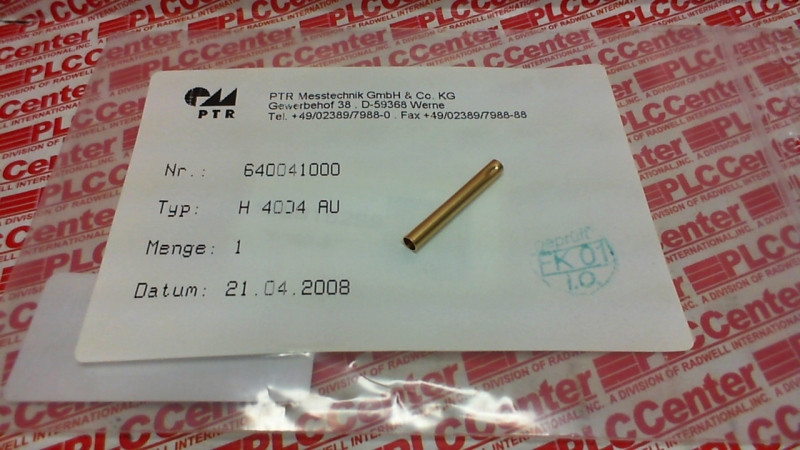 PTR
PTR Messtechnik GmbH & Co. KG
Gewerbehof 38 . D-59368 Werne
Tel. +49/02389/7988-0 . Fax +49/02389/7988-88
Nr.: 640041000
Typ: H 4004 AU
Menge: 1
Datum: 21.04.2008
geprüft
FK 01
I.O.
PLCCenter
A DIVISION OF RADWELL INTERNATIONAL, INC.